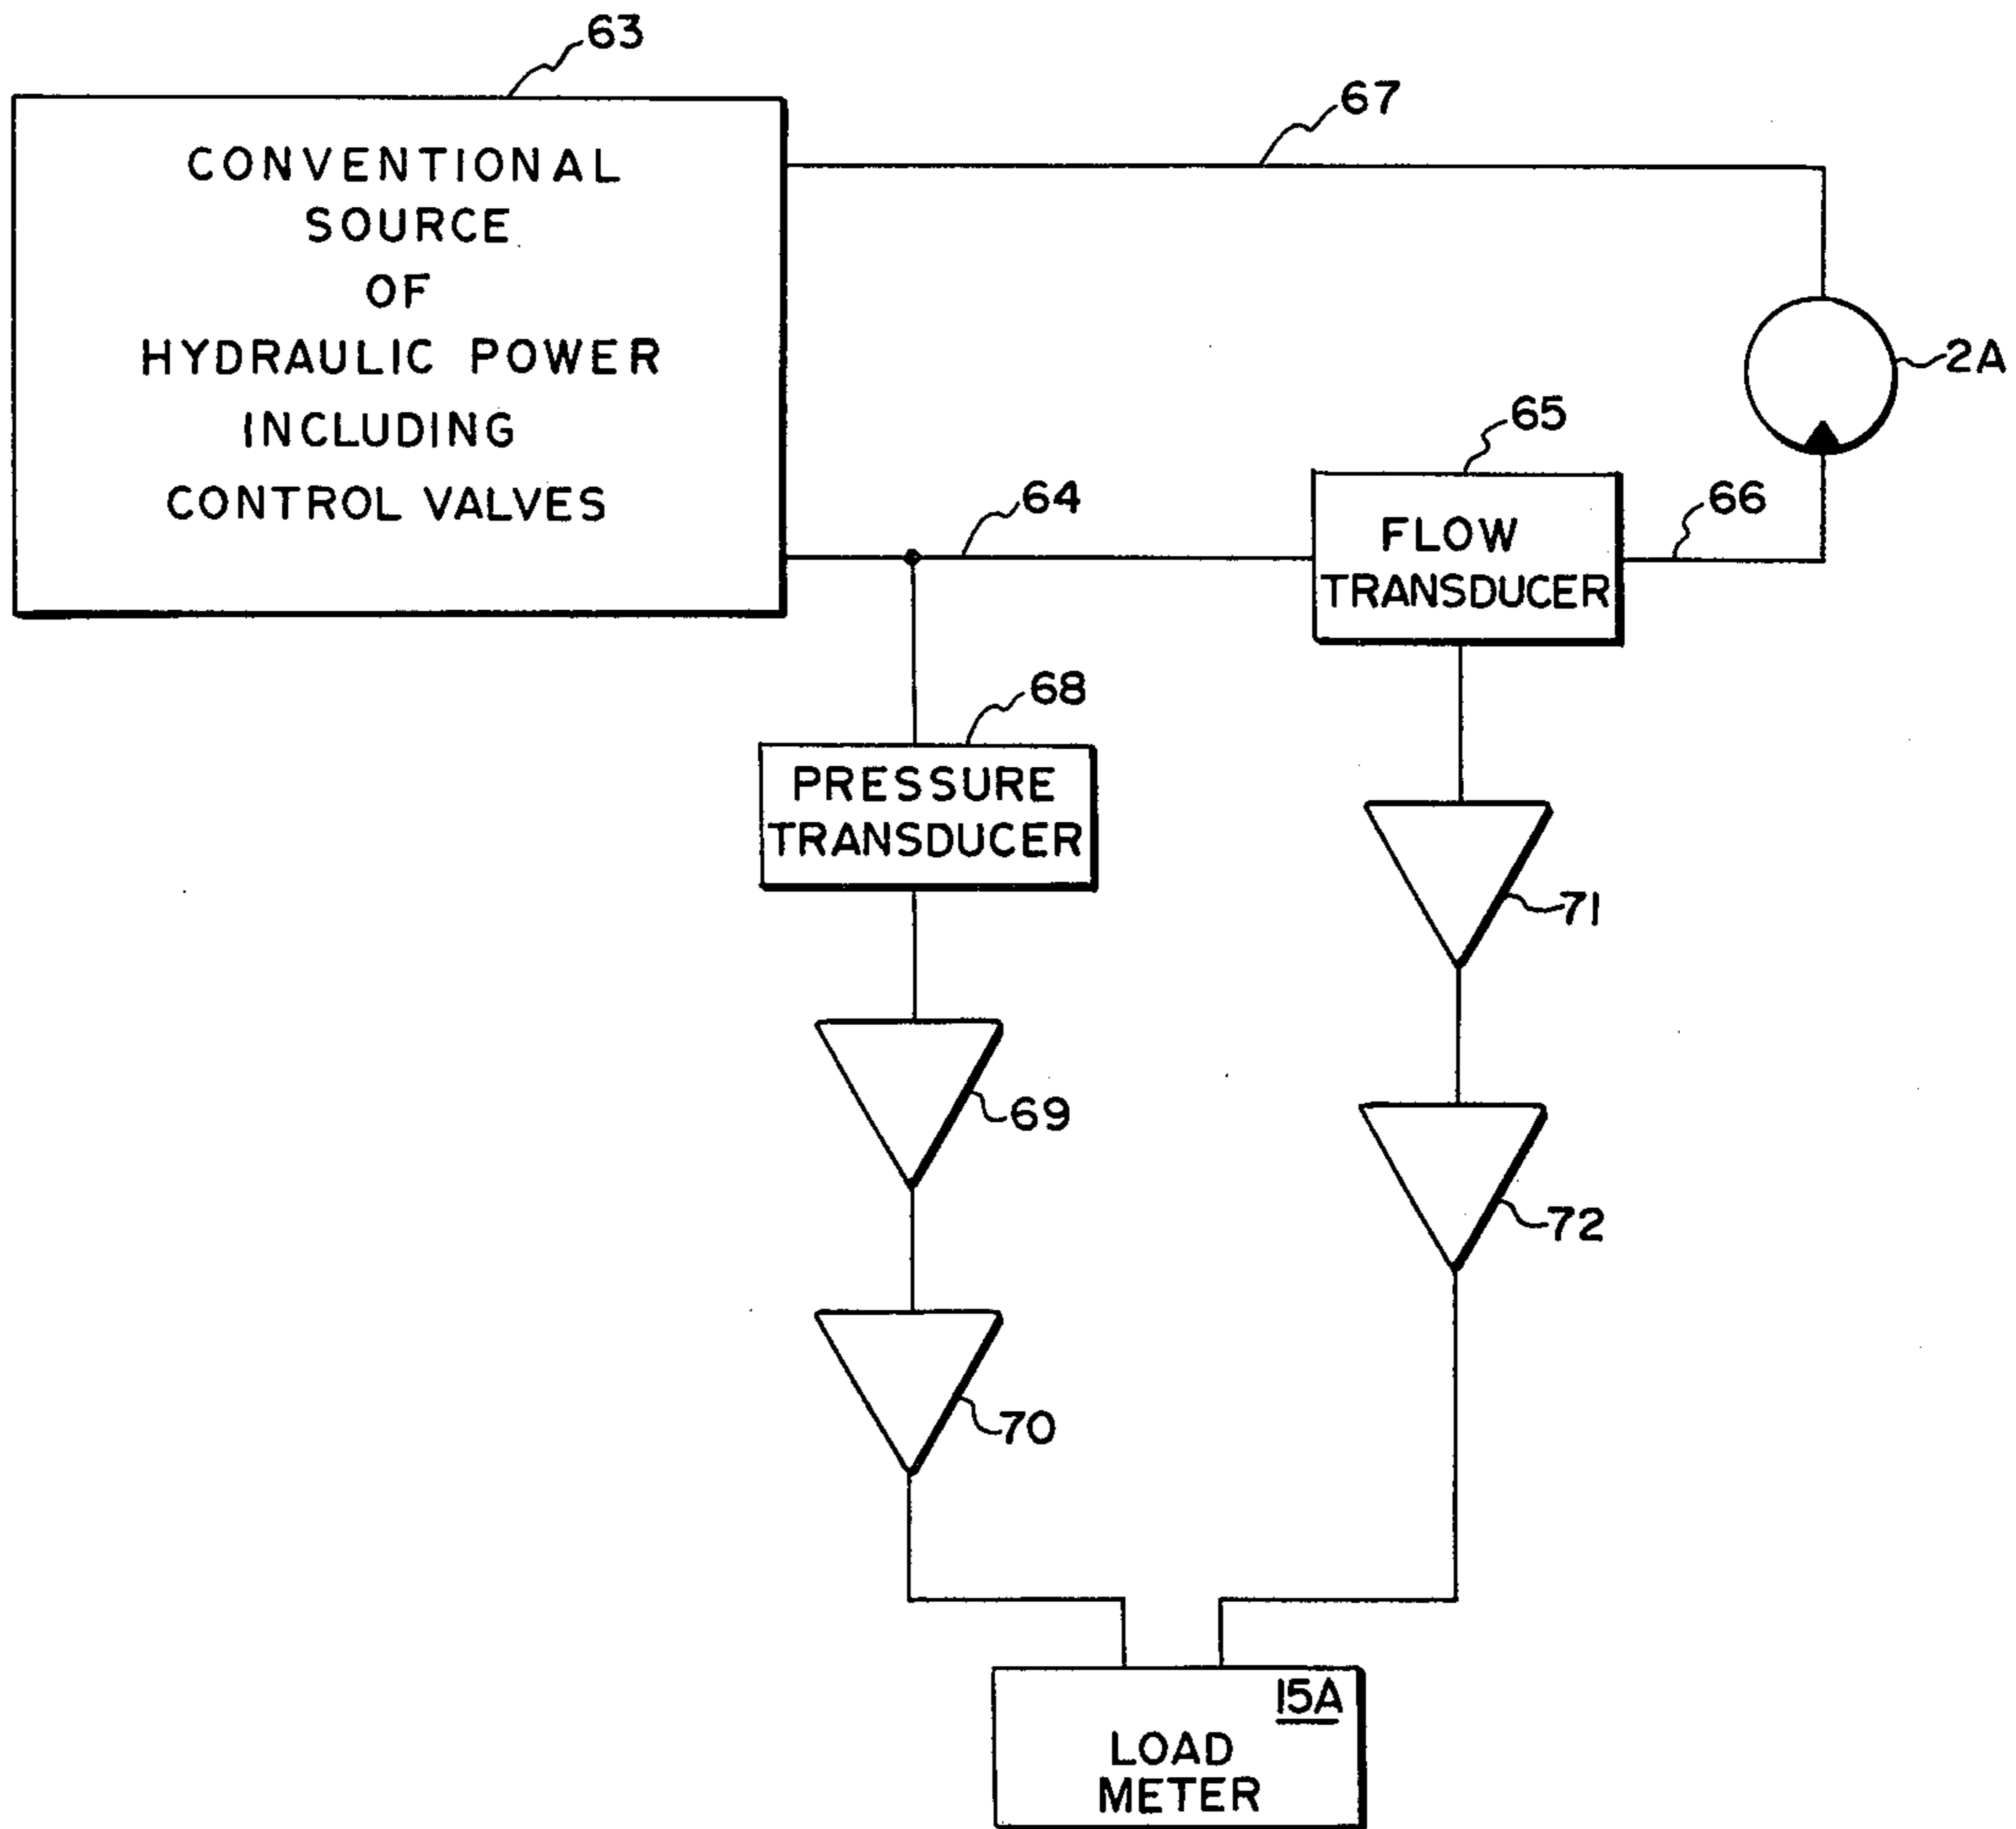 63
67
CONVENTIONAL
SOURCE
OF
HYDRAULIC POWER
INCLUDING
CONTROL VALVES
2A
65
64
66
FLOW
TRANSDUCER
68
PRESSURE
TRANSDUCER
71
69
72
70
15A
LOAD
METER